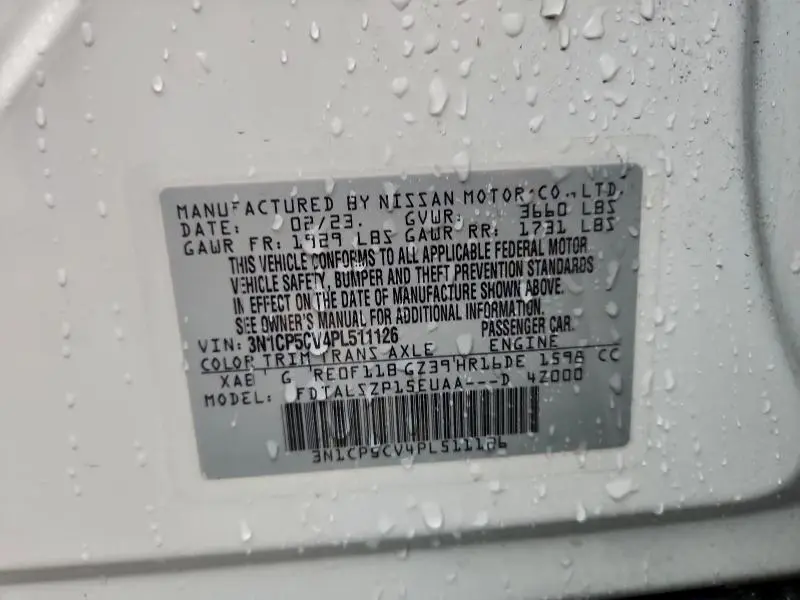 MANUFACTURED BY NISSAN MOTOR CO., LTD.
DATE: 02/23. GVWR: 3660 LBS
GAWR FR: 1929 LBS GAWR RR: 1731 LBS
THIS VEHICLE CONFORMS TO ALL APPLICABLE FEDERAL MOTOR
VEHICLE SAFETY, BUMPER AND THEFT PREVENTION STANDARDS
IN EFFECT ON THE DATE OF MANUFACTURE SHOWN ABOVE.
SEE OWNER'S MANUAL FOR ADDITIONAL INFORMATION.
VIN: 3N1CP5CV4PL511126 PASSENGER CAR.
COLOR TRIM TRANS AXLE ENGINE
XAB G RE0F11B GZ39 HR16DE 1598 CC
MODEL: FDTALSZP15EUAA---D 4Z000
3N1CP5CV4PL511126